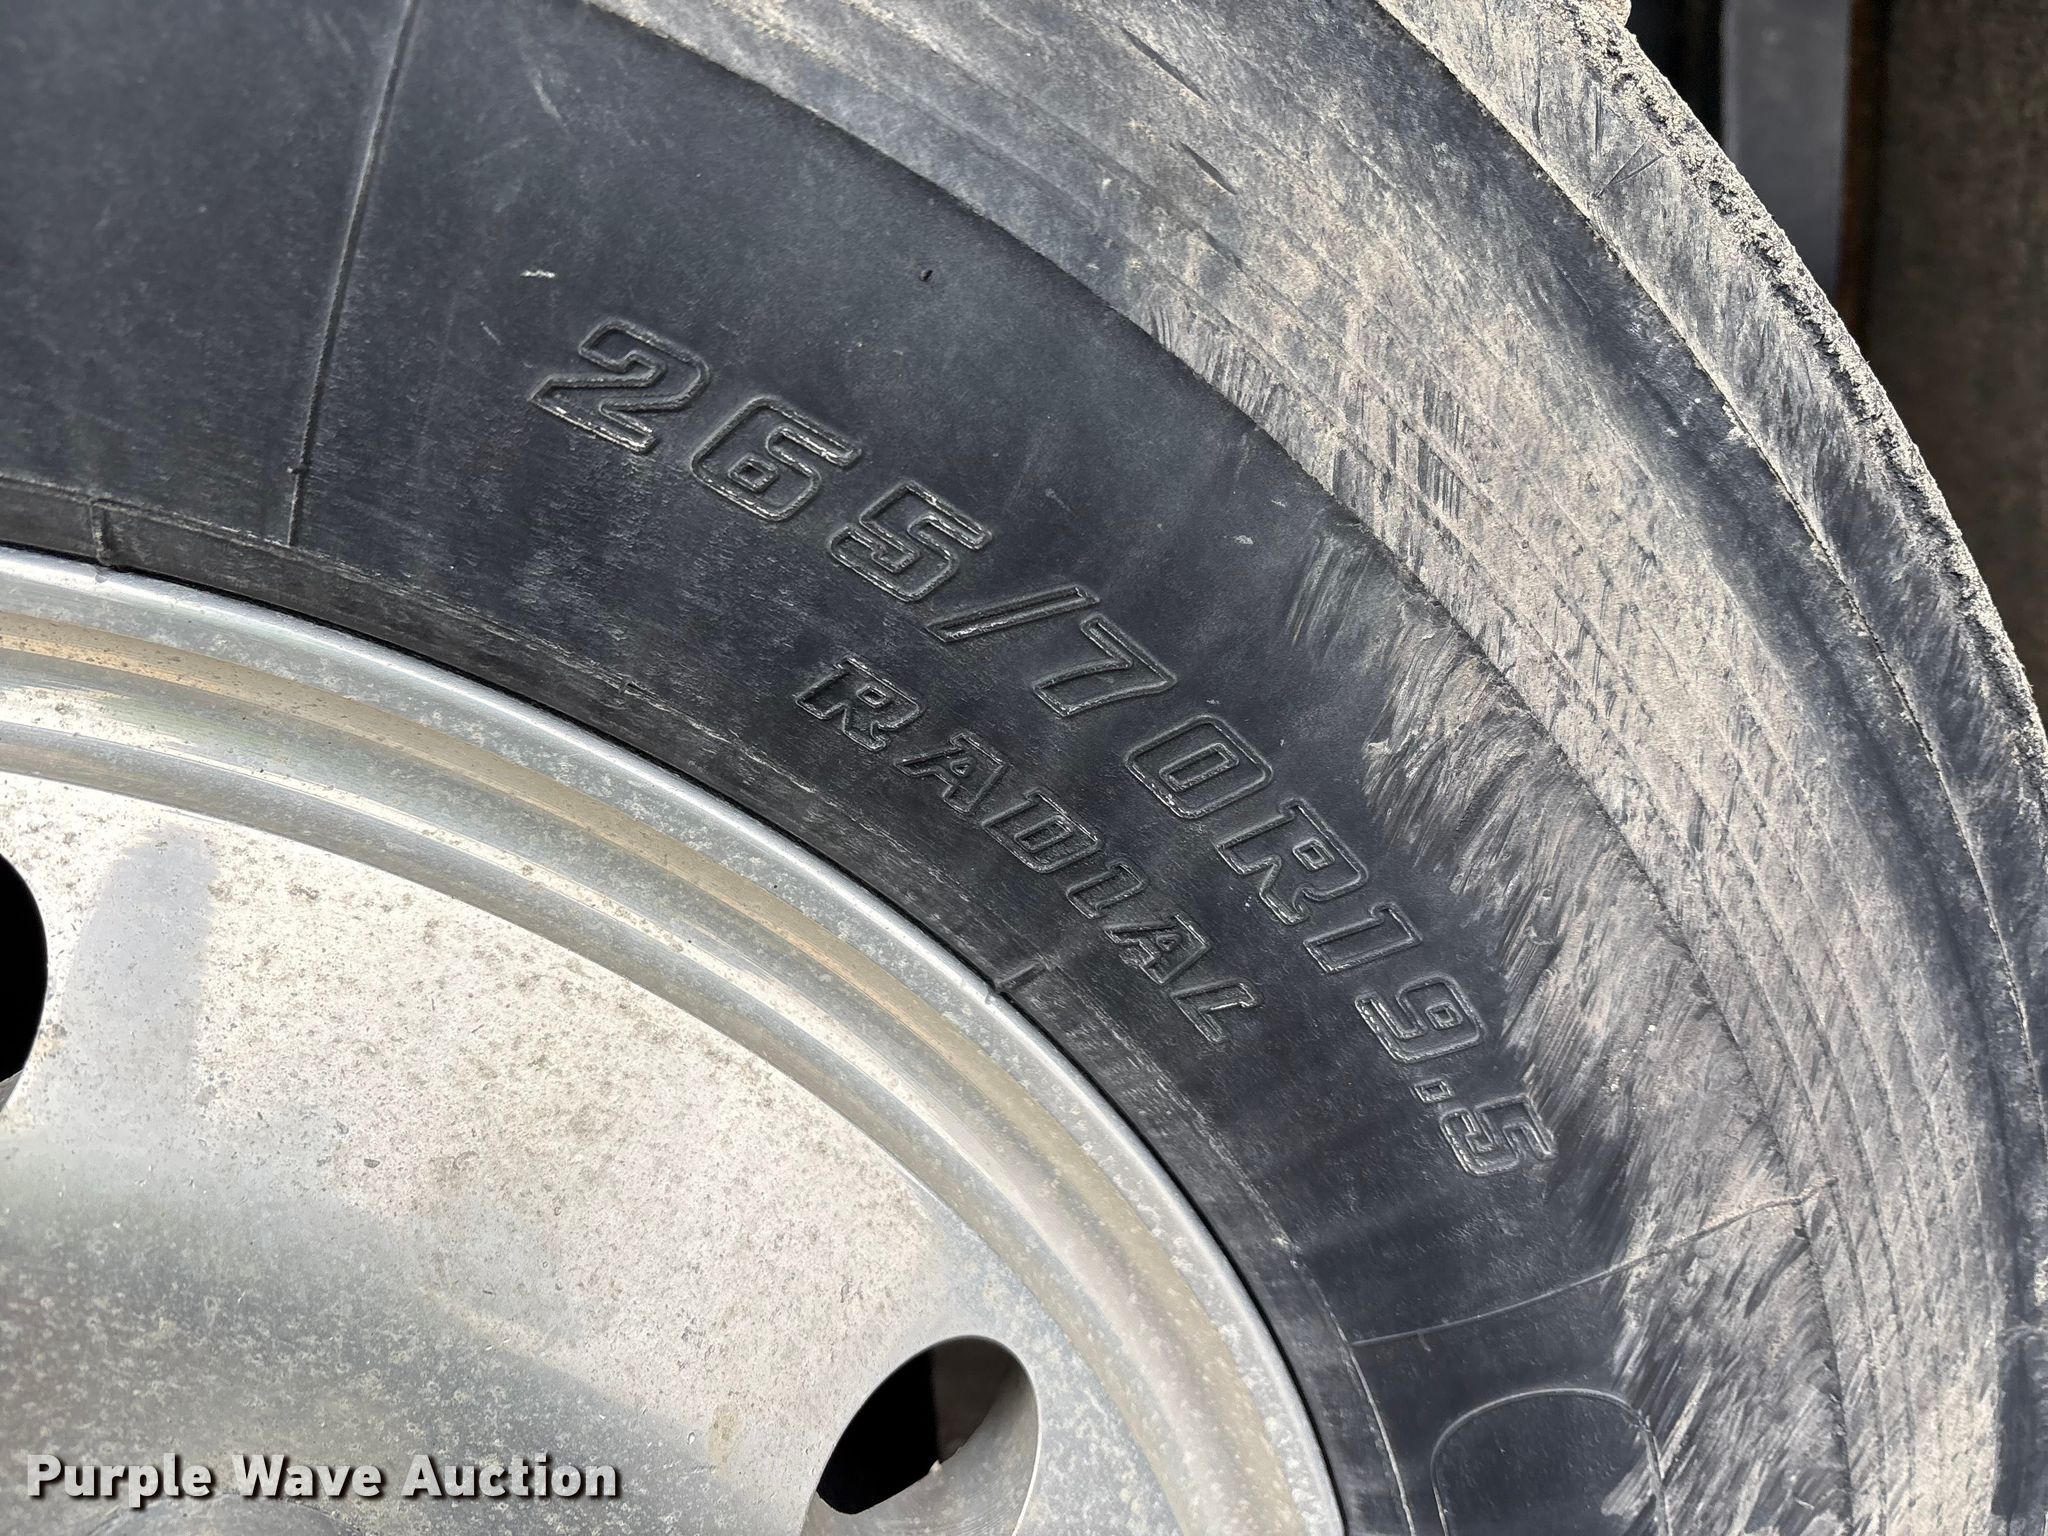 265/70R19.5
RADIAL
Purple Wave Auction